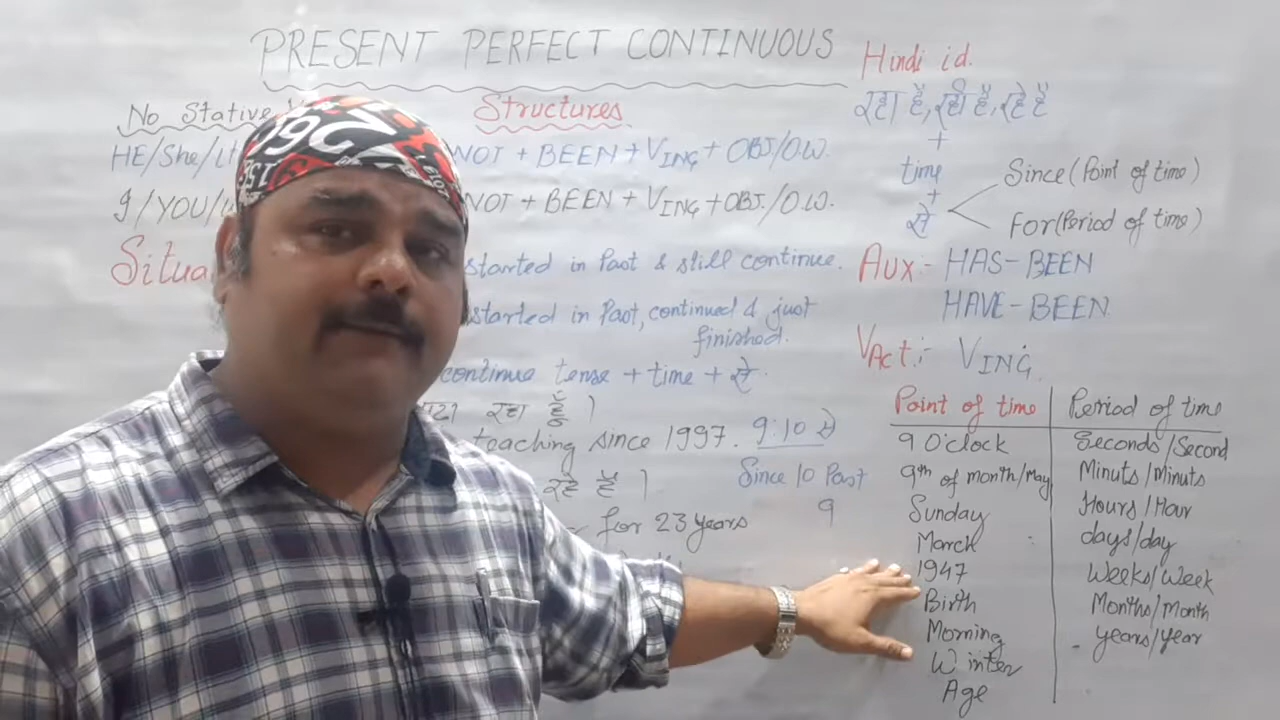 PRESENT PERFECT CONTINUOUS
No Stative
Structures
HE/She/It
NOT + BEEN + VING + OBJ/O.W.
I/YOU/
NOT + BEEN + VING + OBJ./O.W.
started in Past & still continue.
started in Past, continued & just
finished.
continue tense + time + से.
रहा हूँ ।
teaching since 1997.
9:10 से
Since 10 Past
9
रहे हैं ।
for 23 years
Hindi id.
रहा है, रही है, रहे हैं
+
time
+
से
Since (Point of time)
For (Period of time)
Aux:- HAS-BEEN
HAVE-BEEN
VAct:- VING.
Point of time
Period of time
9 O'clock
Seconds/Second
9th of month/May
Minuts/Minuts
Sunday
Hours/Hour
March
days/day
1947
Weeks/Week
Birth
Months/Month
Morning
years/year
Winter
Age